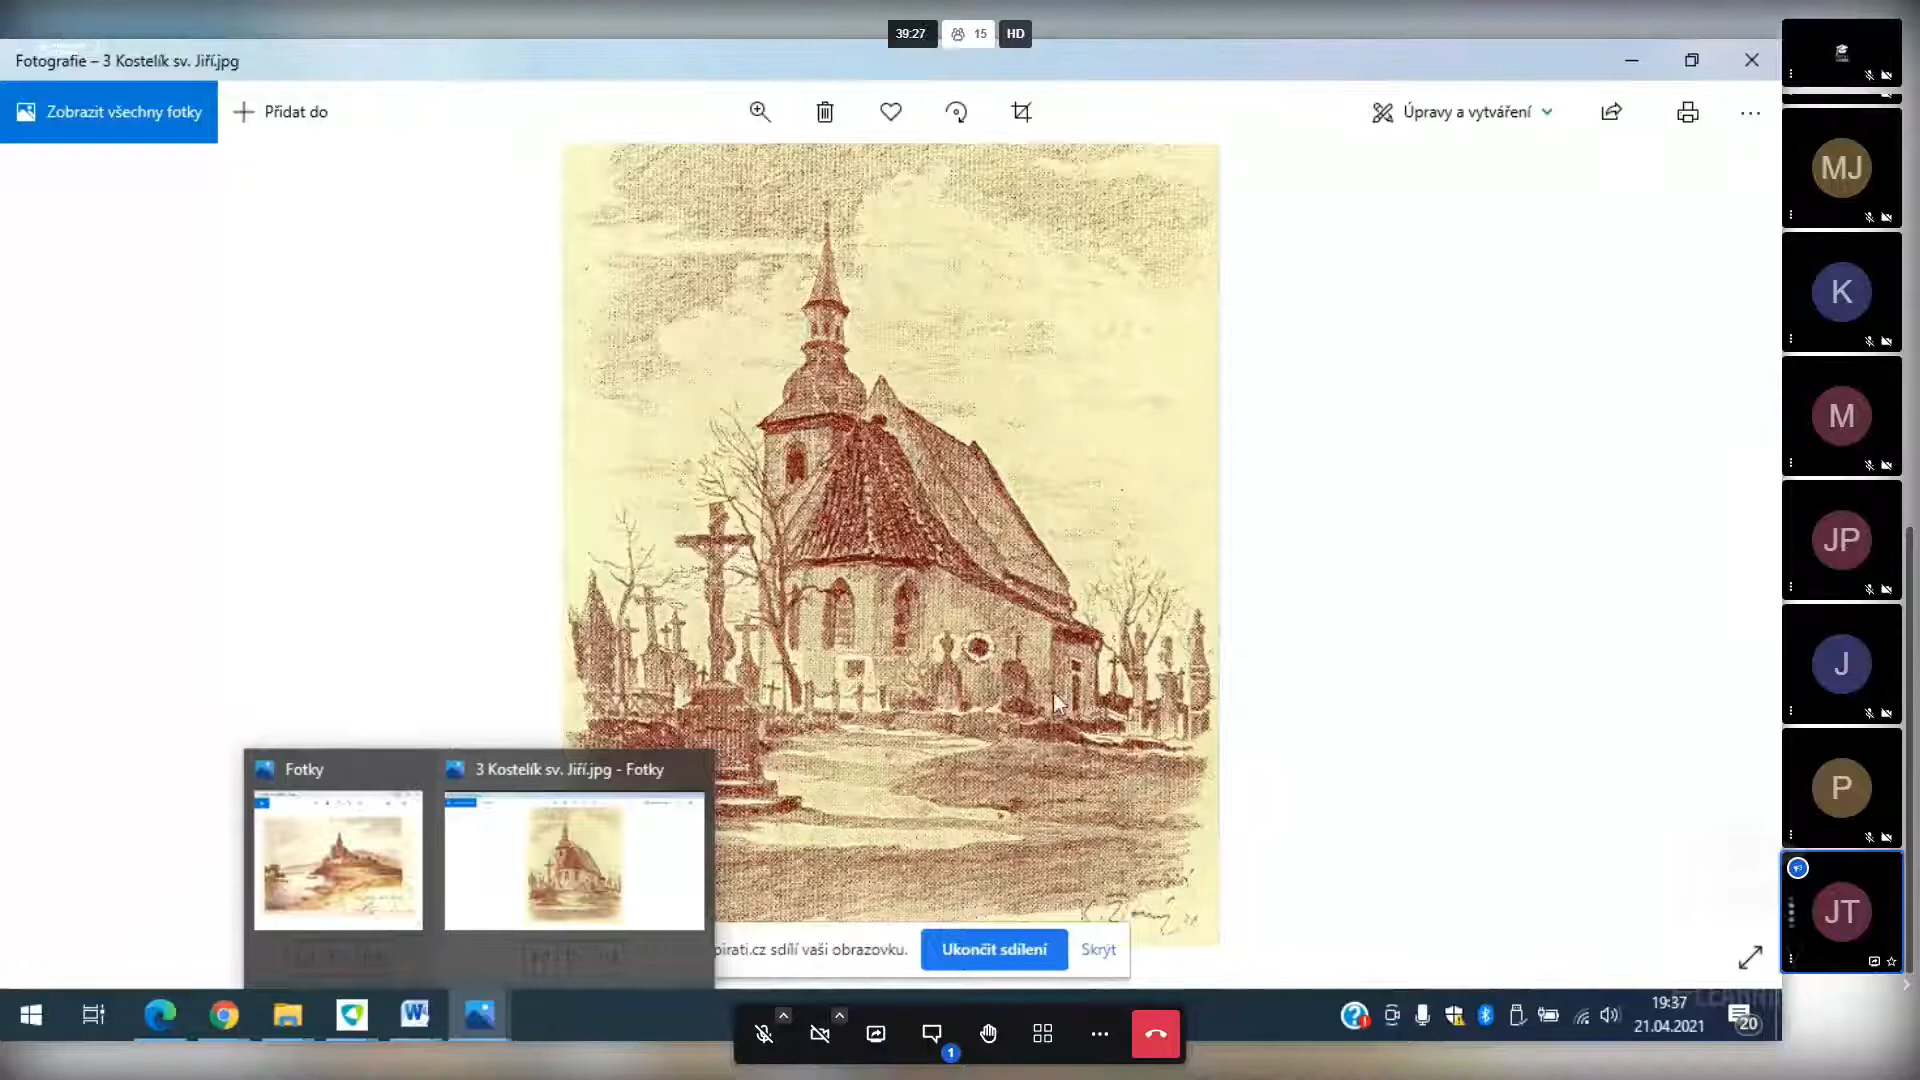 39:27
15
HD
Fotografie – 3 Kostelík sv. Jiří.jpg
Zobrazit všechny fotky
Přidat do
Úpravy a vytváření
MJ
K
M
JP
J
P
JT
Fotky
3 Kostelík sv. Jiří.jpg - Fotky
pirati.cz sdílí vaši obrazovku.
Ukončit sdílení
Skrýt
19:37
21.04.2021
20
1